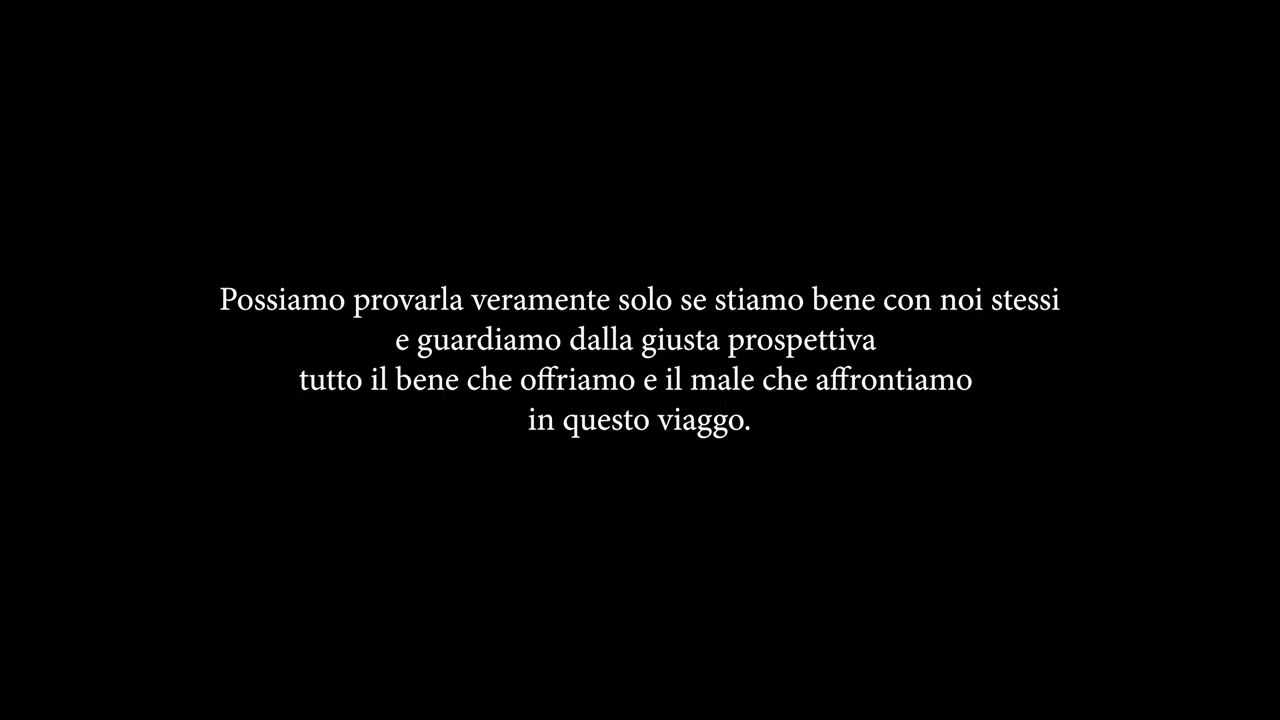 Possiamo provarla veramente solo se stiamo bene con noi stessi
e guardiamo dalla giusta prospettiva
tutto il bene che offriamo e il male che affrontiamo
in questo viaggo.